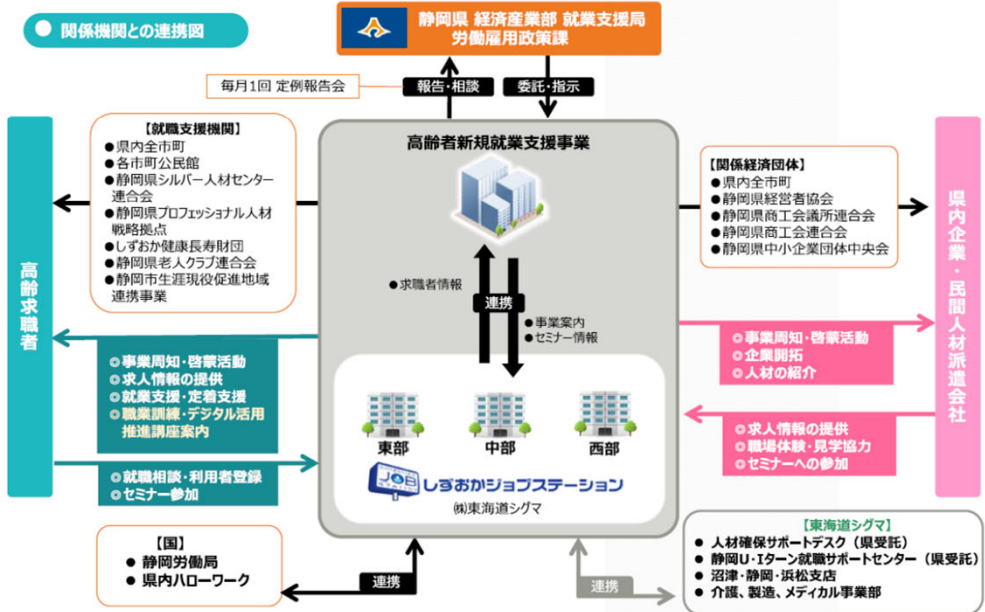 関係機関との連携図
静岡県 経済産業部 就業支援局
労働雇用政策課
毎月1回 定例報告会
報告・相談
委託・指示
高齢求職者
【就職支援機関】
●県内全市町
●各市町公民館
●静岡県シルバー人材センター
連合会
●静岡県プロフェッショナル人材
戦略拠点
●しずおか健康長寿財団
●静岡県老人クラブ連合会
●静岡市生涯現役促進地域
連携事業
高齢者新規就業支援事業
●求職者情報
連携
●事業案内
●セミナー情報
【関係経済団体】
●県内全市町
●静岡県経営者協会
●静岡県商工会議所連合会
●静岡県商工会連合会
●静岡県中小企業団体中央会
県内企業・民間人材派遣会社
◎事業周知・啓蒙活動
◎求人情報の提供
◎就業支援・定着支援
◎職業訓練・デジタル活用
推進講座案内
◎就職相談・利用者登録
◎セミナー参加
◎事業周知・啓蒙活動
◎企業開拓
◎人材の紹介
◎求人情報の提供
◎職場体験・見学協力
◎セミナーへの参加
東部
中部
西部
JOB
STATION
しずおかジョブステーション
㈱東海道シグマ
【国】
● 静岡労働局
● 県内ハローワーク
連携
連携
【東海道シグマ】
● 人材確保サポートデスク（県受託）
● 静岡U・Iターン就職サポートセンター（県受託）
● 沼津・静岡・浜松支店
● 介護、製造、メディカル事業部